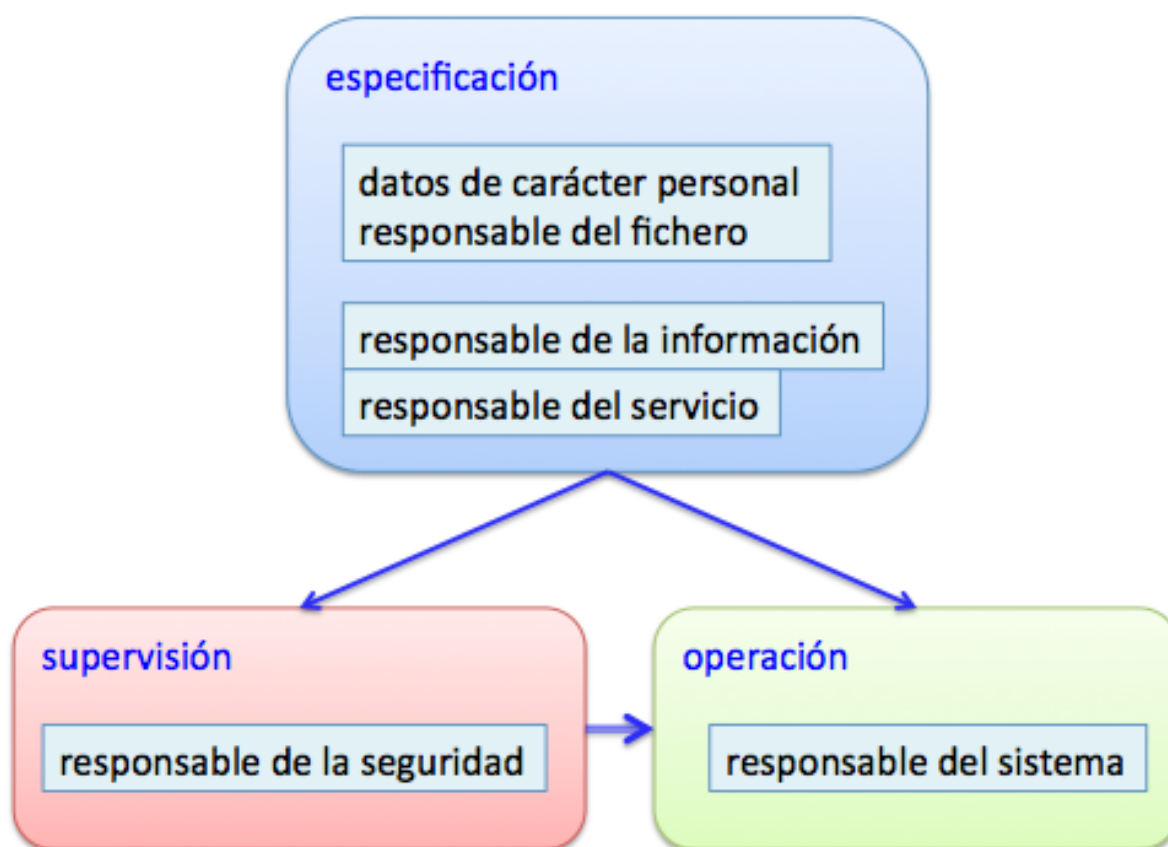 especificación
datos de carácter personal
responsable del fichero
responsable de la información
responsable del servicio
supervisión
responsable de la seguridad
operación
responsable del sistema